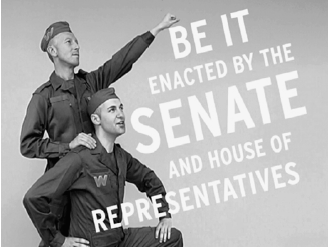 BE IT
ENACTED BY THE
SENATE
AND HOUSE OF
REPRESENTATIVES
W